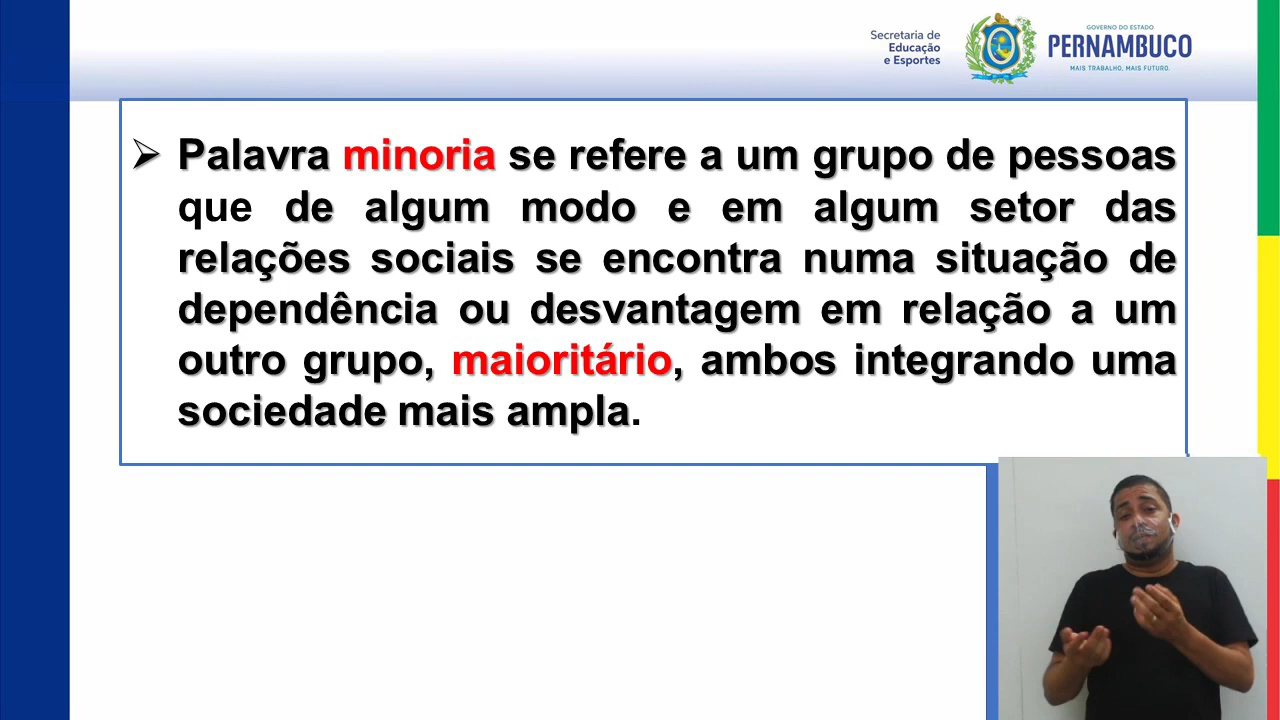 Secretaria de
Educação
e Esportes
GOVERNO DO ESTADO
PERNAMBUCO
MAIS TRABALHO, MAIS FUTURO.
➢ Palavra minoria se refere a um grupo de pessoas
que de algum modo e em algum setor das
relações sociais se encontra numa situação de
dependência ou desvantagem em relação a um
outro grupo, maioritário, ambos integrando uma
sociedade mais ampla.